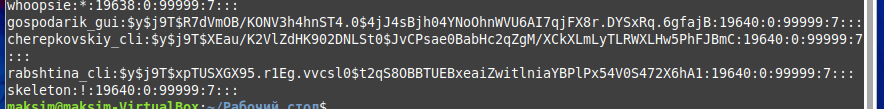 whoopsie:*:19638:0:99999:7:::
gospodarik_gui:$y$j9T$R7dVmOB/KONV3h4hnST4.0$4jJ4sBjh04YNoOhnWVU6AI7qjFX8r.DYSxRq.6gfajB:19640:0:99999:7:::
cherepkovskiy_cli:$y$j9T$XEau/K2VlZdHK902DNLSt0$JvCPsae0BabHc2qZgM/XCkXLmLyTLRWXLHw5PhFJBmC:19640:0:99999:7
:::
rabshtina_cli:$y$j9T$xpTUSXGX95.r1Eg.vvcsl0$t2qS8OBBTUEBxeaiZwitlniaYBPlPx54V0S472X6hA1:19640:0:99999:7:::
skeleton:!:19640:0:99999:7:::
maksim@maksim-VirtualBox:~/Рабочий стол$